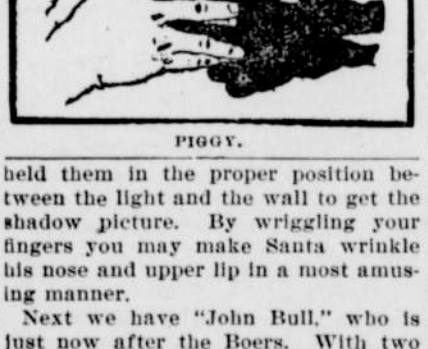 PIGGY.
held them in the proper position be-
tween the light and the wall to get the
shadow picture. By wriggling your
fingers you may make Santa wrinkle
his nose and upper lip in a most amus-
ing manner.
Next we have "John Bull," who is
just now after the Boers. With two